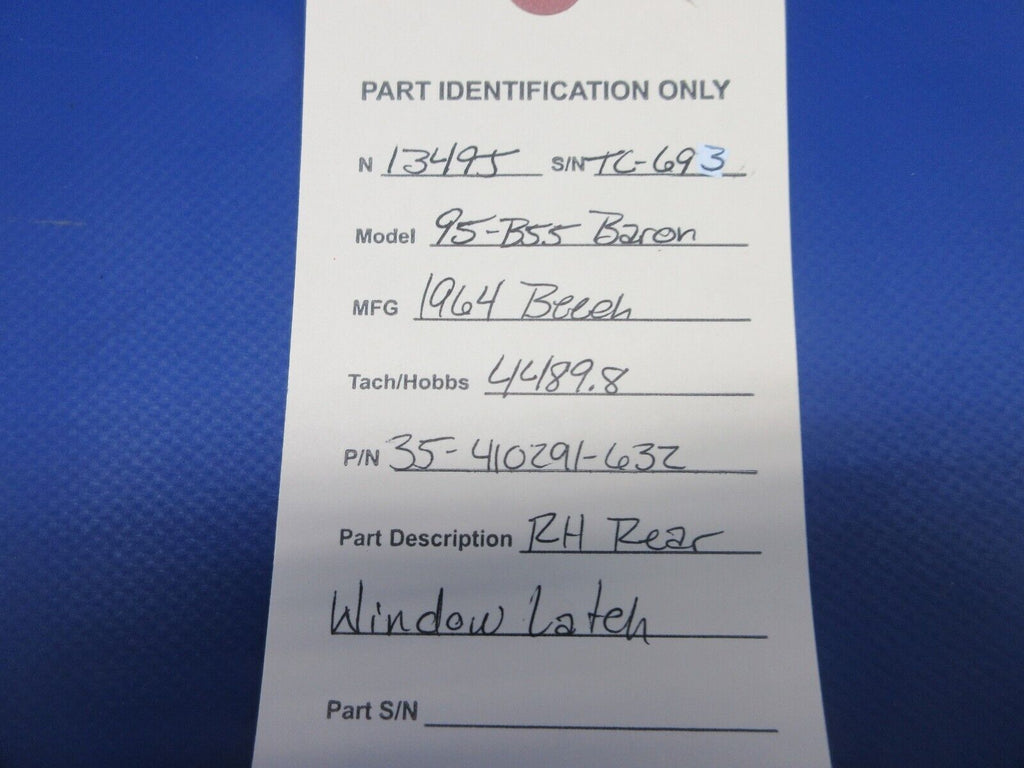 PART IDENTIFICATION ONLY
N 13495 S/N TC-693
Model 95-B55 Baron
MFG 1964 Beech
Tach/Hobbs 4489.8
P/N 35-410291-632
Part Description RH Rear
Window Latch
Part S/N